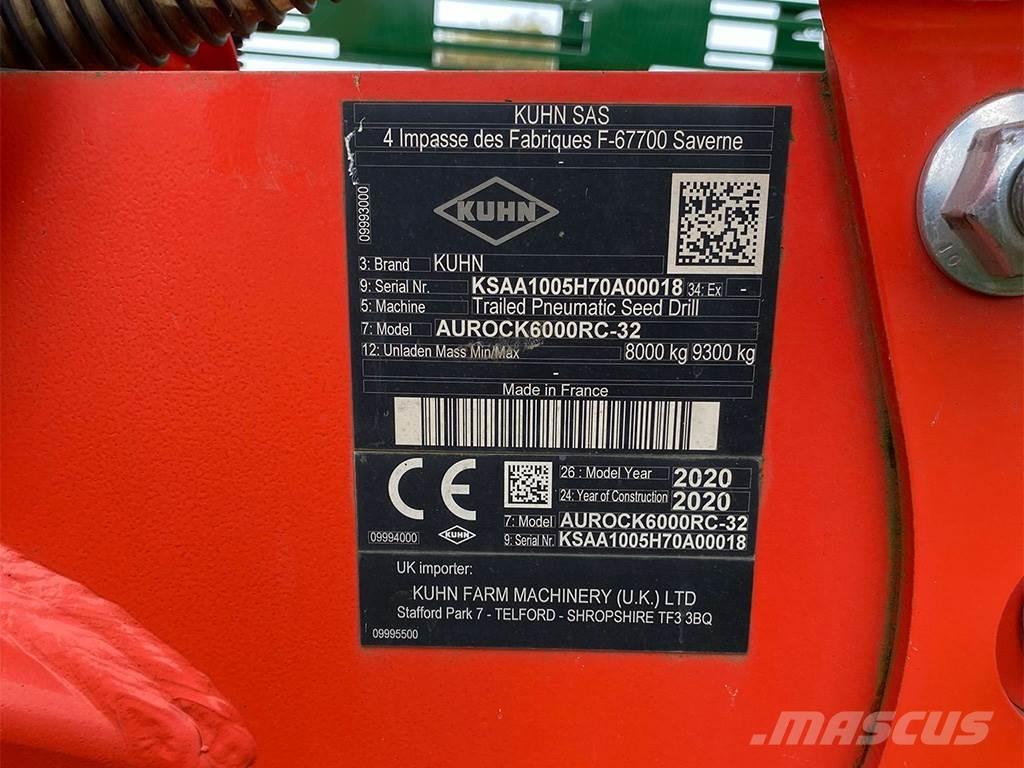 KUHN SAS
4 Impasse des Fabriques F-67700 Saverne
-
09993000
KUHN
3: Brand KUHN
9: Serial Nr. KSAA1005H70A00018 34: Ex -
5: Machine Trailed Pneumatic Seed Drill
7: Model AUROCK6000RC-32
12: Unladen Mass Min/Max 8000 kg 9300 kg
-
Made in France
CE
26 : Model Year 2020
24: Year of Construction 2020
7: Model AUROCK6000RC-32
09994000 KUHN 9: Serial Nr. KSAA1005H70A00018
UK importer:
KUHN FARM MACHINERY (U.K.) LTD
Stafford Park 7 - TELFORD - SHROPSHIRE TF3 3BQ
09995500
10
MASCUS